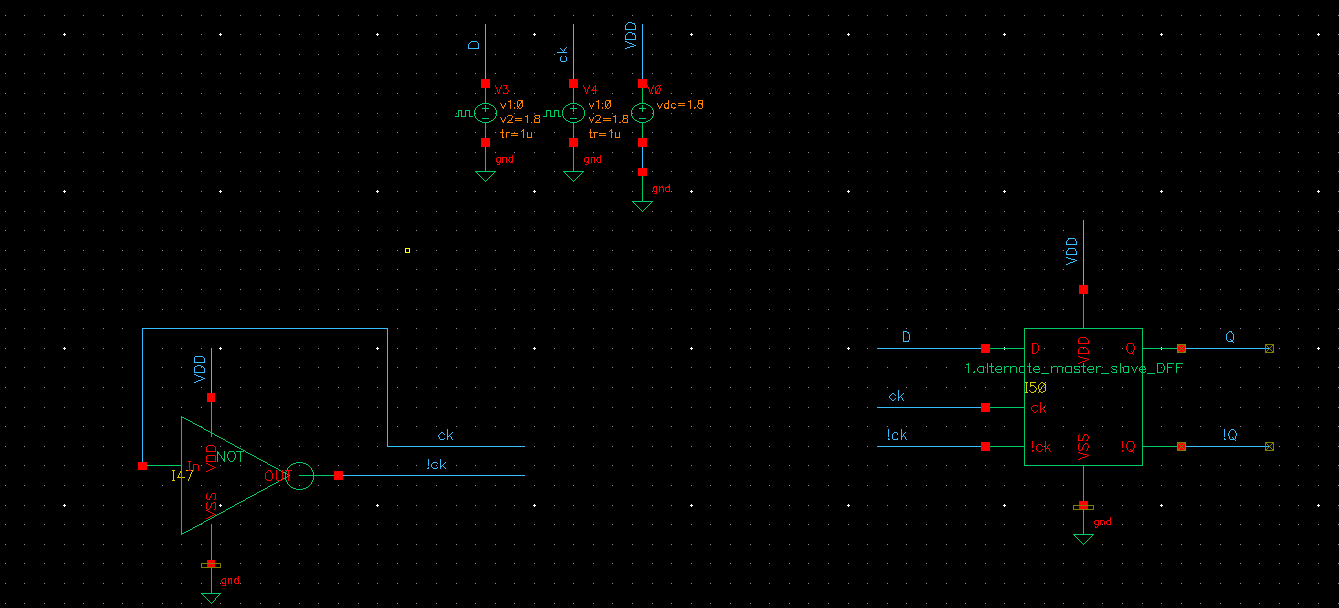 D
ck
VDD
V3
v1:0
v2=1.8
tr=1u
gnd
V4
v1:0
v2=1.8
tr=1u
gnd
V0
vdc=1.8
gnd
VDD
VDD
NOT
I47
OUT
VSS
gnd
ck
!ck
VDD
D
ck
!ck
D
VDD
Q
1.alternate_master_slave_DFF
I50
ck
!ck
VSS
!Q
Q
!Q
gnd